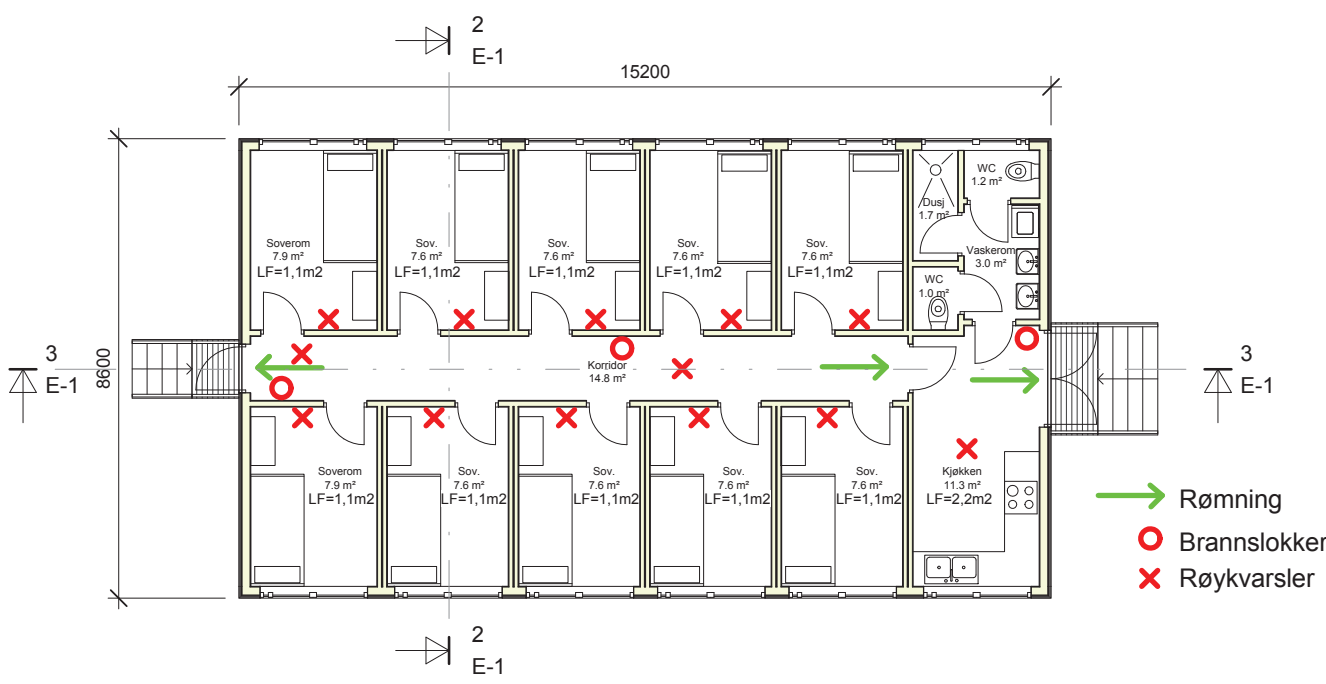 2
E-1
15200
8600
Soverom
7.9 m²
LF=1,1m2
Sov.
7.6 m²
LF=1,1m2
Sov.
7.6 m²
LF=1,1m2
Sov.
7.6 m²
LF=1,1m2
Sov.
7.6 m²
LF=1,1m2
Dusj
1.7 m²
WC
1.2 m²
Vaskerom
3.0 m²
WC
1.0 m²
3
E-1
Korridor
14.8 m²
3
E-1
Soverom
7.9 m²
LF=1,1m2
Sov.
7.6 m²
LF=1,1m2
Sov.
7.6 m²
LF=1,1m2
Sov.
7.6 m²
LF=1,1m2
Sov.
7.6 m²
LF=1,1m2
Kjøkken
11.3 m²
LF=2,2m2
Rømning
Brannslokker
Røykvarsler
2
E-1